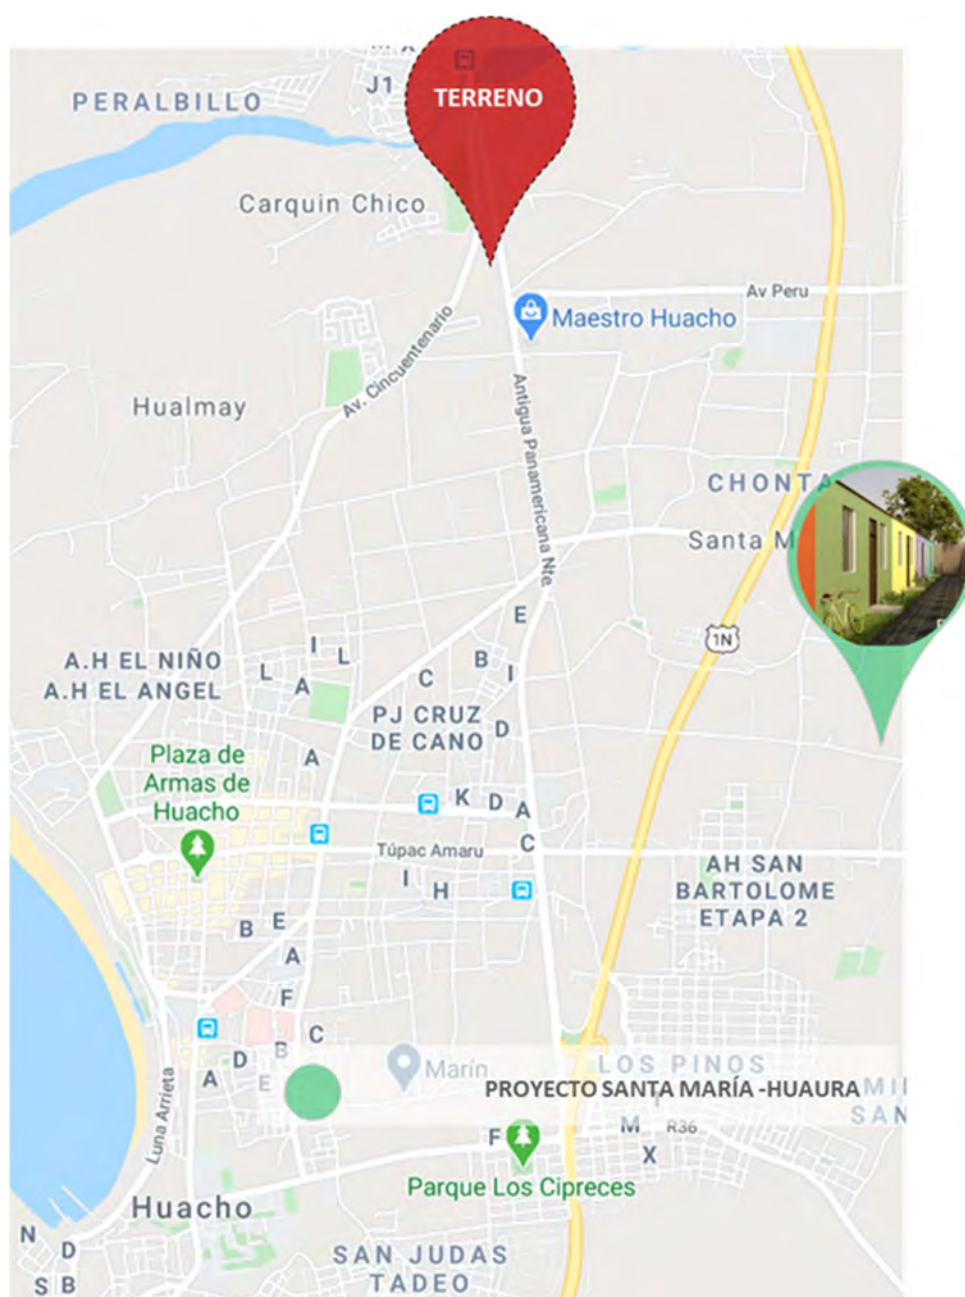 J1
TERRENO
PERALBILLO
Carquin Chico
Av Peru
Maestro Huacho
Av. Cincuentenario
Hualmay
Antigua Panamericana Nte.
CHONTA
Santa M
1N
E
I
L
B
A.H EL NIÑO
A.H EL ANGEL
L
A
C
I
PJ CRUZ
DE CANO
D
A
Plaza de
Armas de
Huacho
K
D
A
C
Túpac Amaru
I
H
AH SAN
BARTOLOME
ETAPA 2
B
E
A
F
C
B
D
A
E
Marín
LOS PINOS
PROYECTO SANTA MARÍA -HUAURA
MI
SAN
Luna Arrieta
F
M
I
R36
X
Parque Los Cipreces
Huacho
N
D
S
B
SAN JUDAS
TADEO